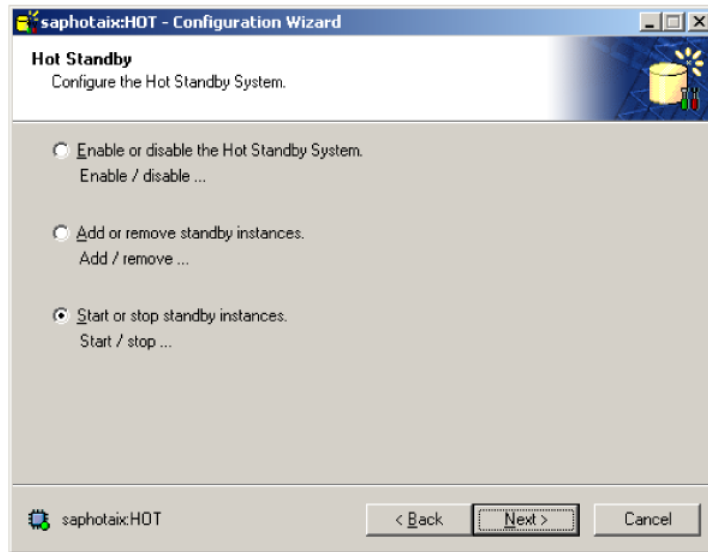 saphotaix:HOT - Configuration Wizard
Hot Standby
Configure the Hot Standby System.
Enable or disable the Hot Standby System.
Enable / disable ...
Add or remove standby instances.
Add / remove ...
Start or stop standby instances.
Start / stop ...
saphotaix:HOT
< Back
Next >
Cancel